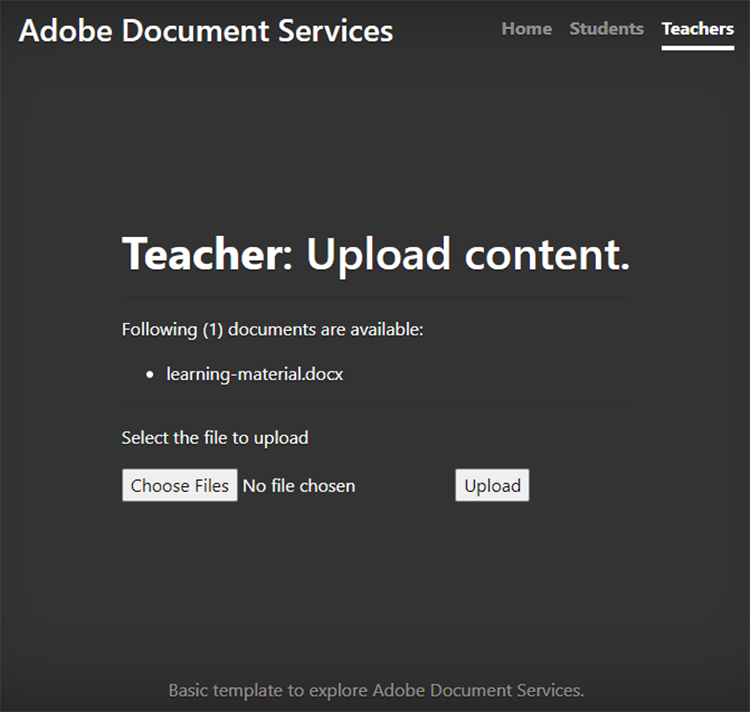 Adobe Document Services
Home Students Teachers
Teacher: Upload content.
Following (1) documents are available:
• learning-material.docx
Select the file to upload
Choose Files No file chosen Upload
Basic template to explore Adobe Document Services.